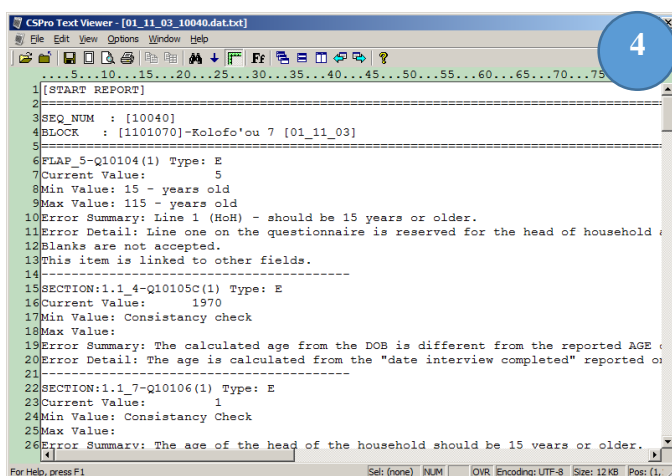 CSPro Text Viewer - [01_11_03_10040.dat.txt]
File Edit View Options Window Help
4
....5...10...15...20...25...30...35...40...45...50...55...60...65...70...75
1 [START REPORT]
2 ================================================================================
3 SEQ_NUM : [10040]
4 BLOCK : [1101070]-Kolofo'ou 7 [01_11_03]
5 ================================================================================
6 FLAP_5-Q10104(1) Type: E
7 Current Value: 5
8 Min Value: 15 - years old
9 Max Value: 115 - years old
10 Error Summary: Line 1 (HoH) - should be 15 years or older.
11 Error Detail: Line one on the questionnaire is reserved for the head of household
12 Blanks are not accepted.
13 This item is linked to other fields.
14 ----------------------------------------
15 SECTION:1.1_4-Q10105C(1) Type: E
16 Current Value: 1970
17 Min Value: Consistancy check
18 Max Value:
19 Error Summary: The calculated age from the DOB is different from the reported AGE
20 Error Detail: The age is calculated from the "date interview completed" reported
21 ----------------------------------------
22 SECTION:1.1_7-Q10106(1) Type: E
23 Current Value: 1
24 Min Value: Consistancy Check
25 Max Value:
26 Error Summary: The age of the head of the household should be 15 years or older.
For Help, press F1 Sel: (none) NUM OVR Encoding: UTF-8 Size: 12 KB Pos: (1,